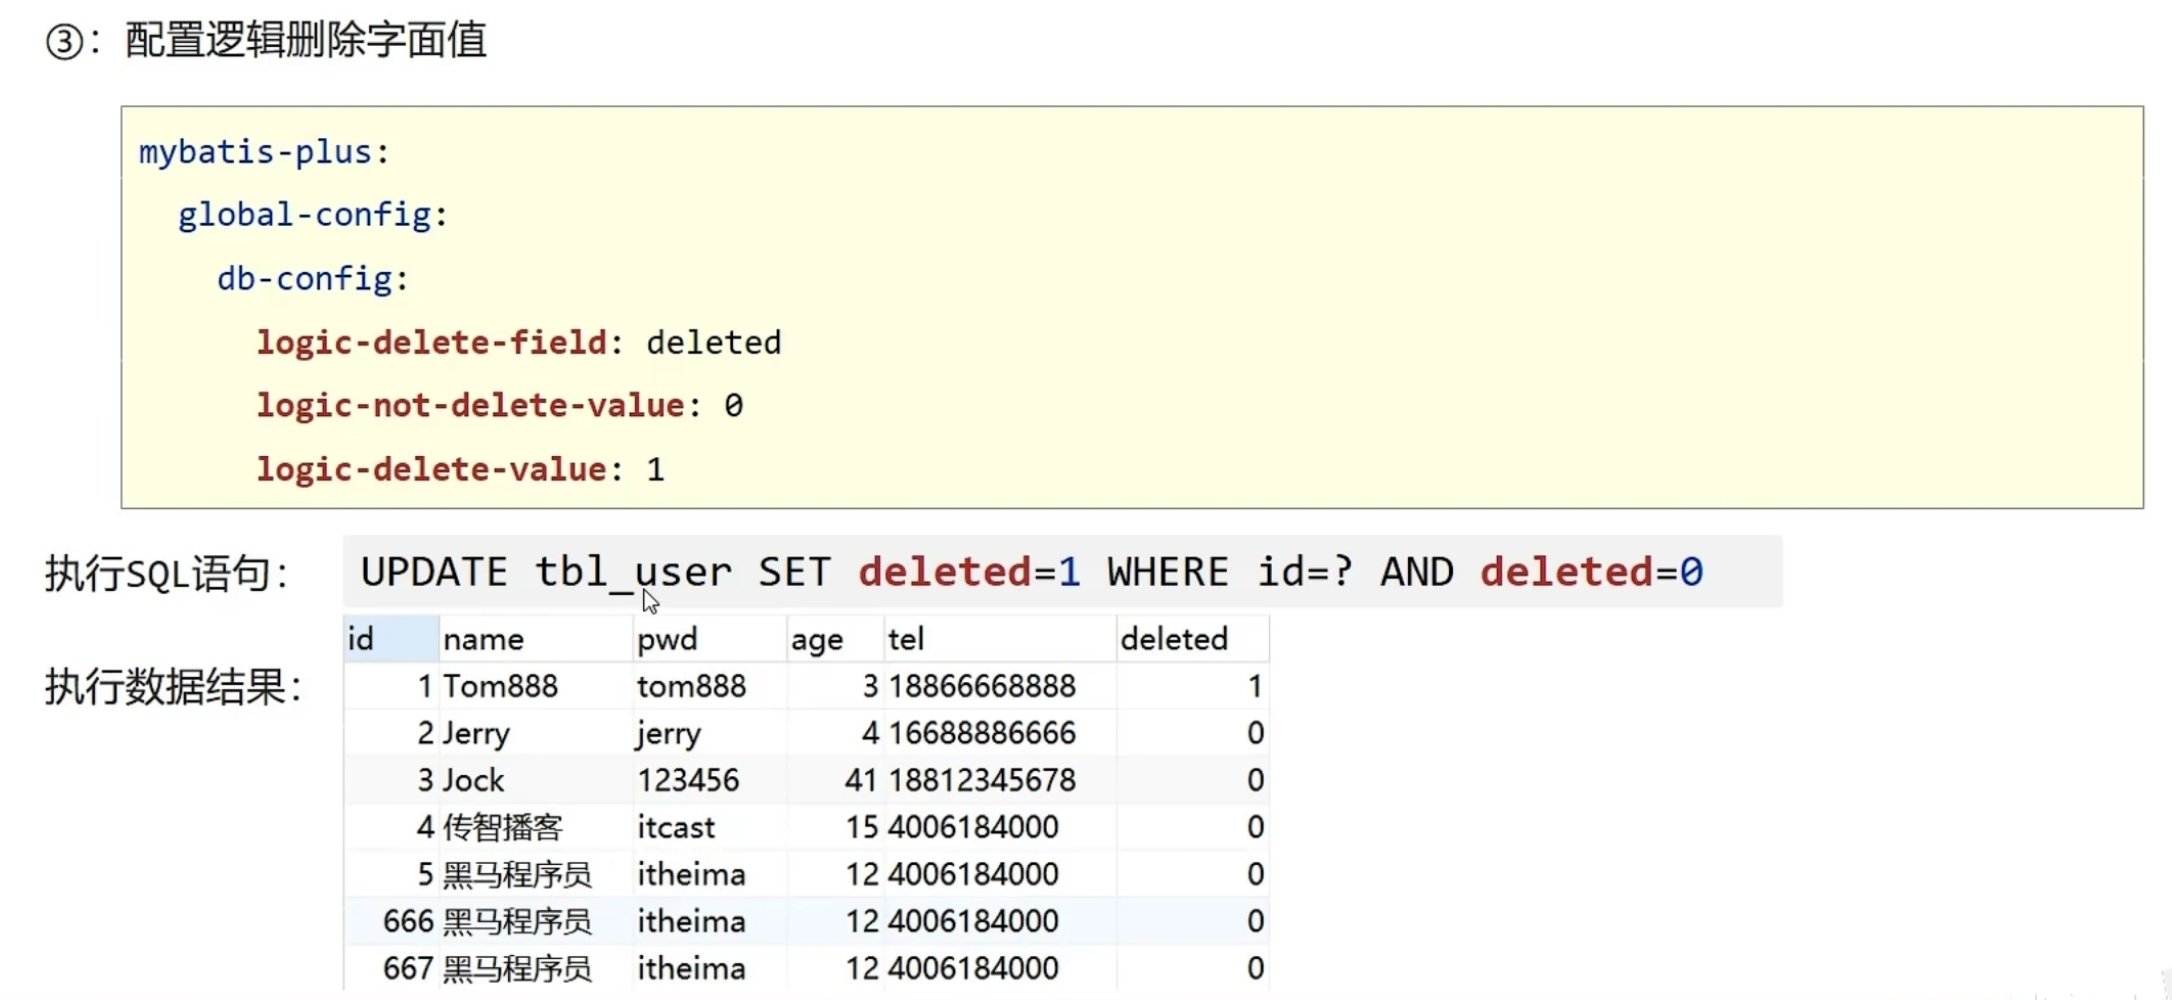 ③：配置逻辑删除字面值
mybatis-plus:
global-config:
db-config:
logic-delete-field: deleted
logic-not-delete-value: 0
logic-delete-value: 1
执行SQL语句： UPDATE tbl_user SET deleted=1 WHERE id=? AND deleted=0
执行数据结果：
id name pwd age tel deleted
1 Tom888 tom888 3 18866668888 1
2 Jerry jerry 4 16688886666 0
3 Jock 123456 41 18812345678 0
4 传智播客 itcast 15 4006184000 0
5 黑马程序员 itheima 12 4006184000 0
666 黑马程序员 itheima 12 4006184000 0
667 黑马程序员 itheima 12 4006184000 0